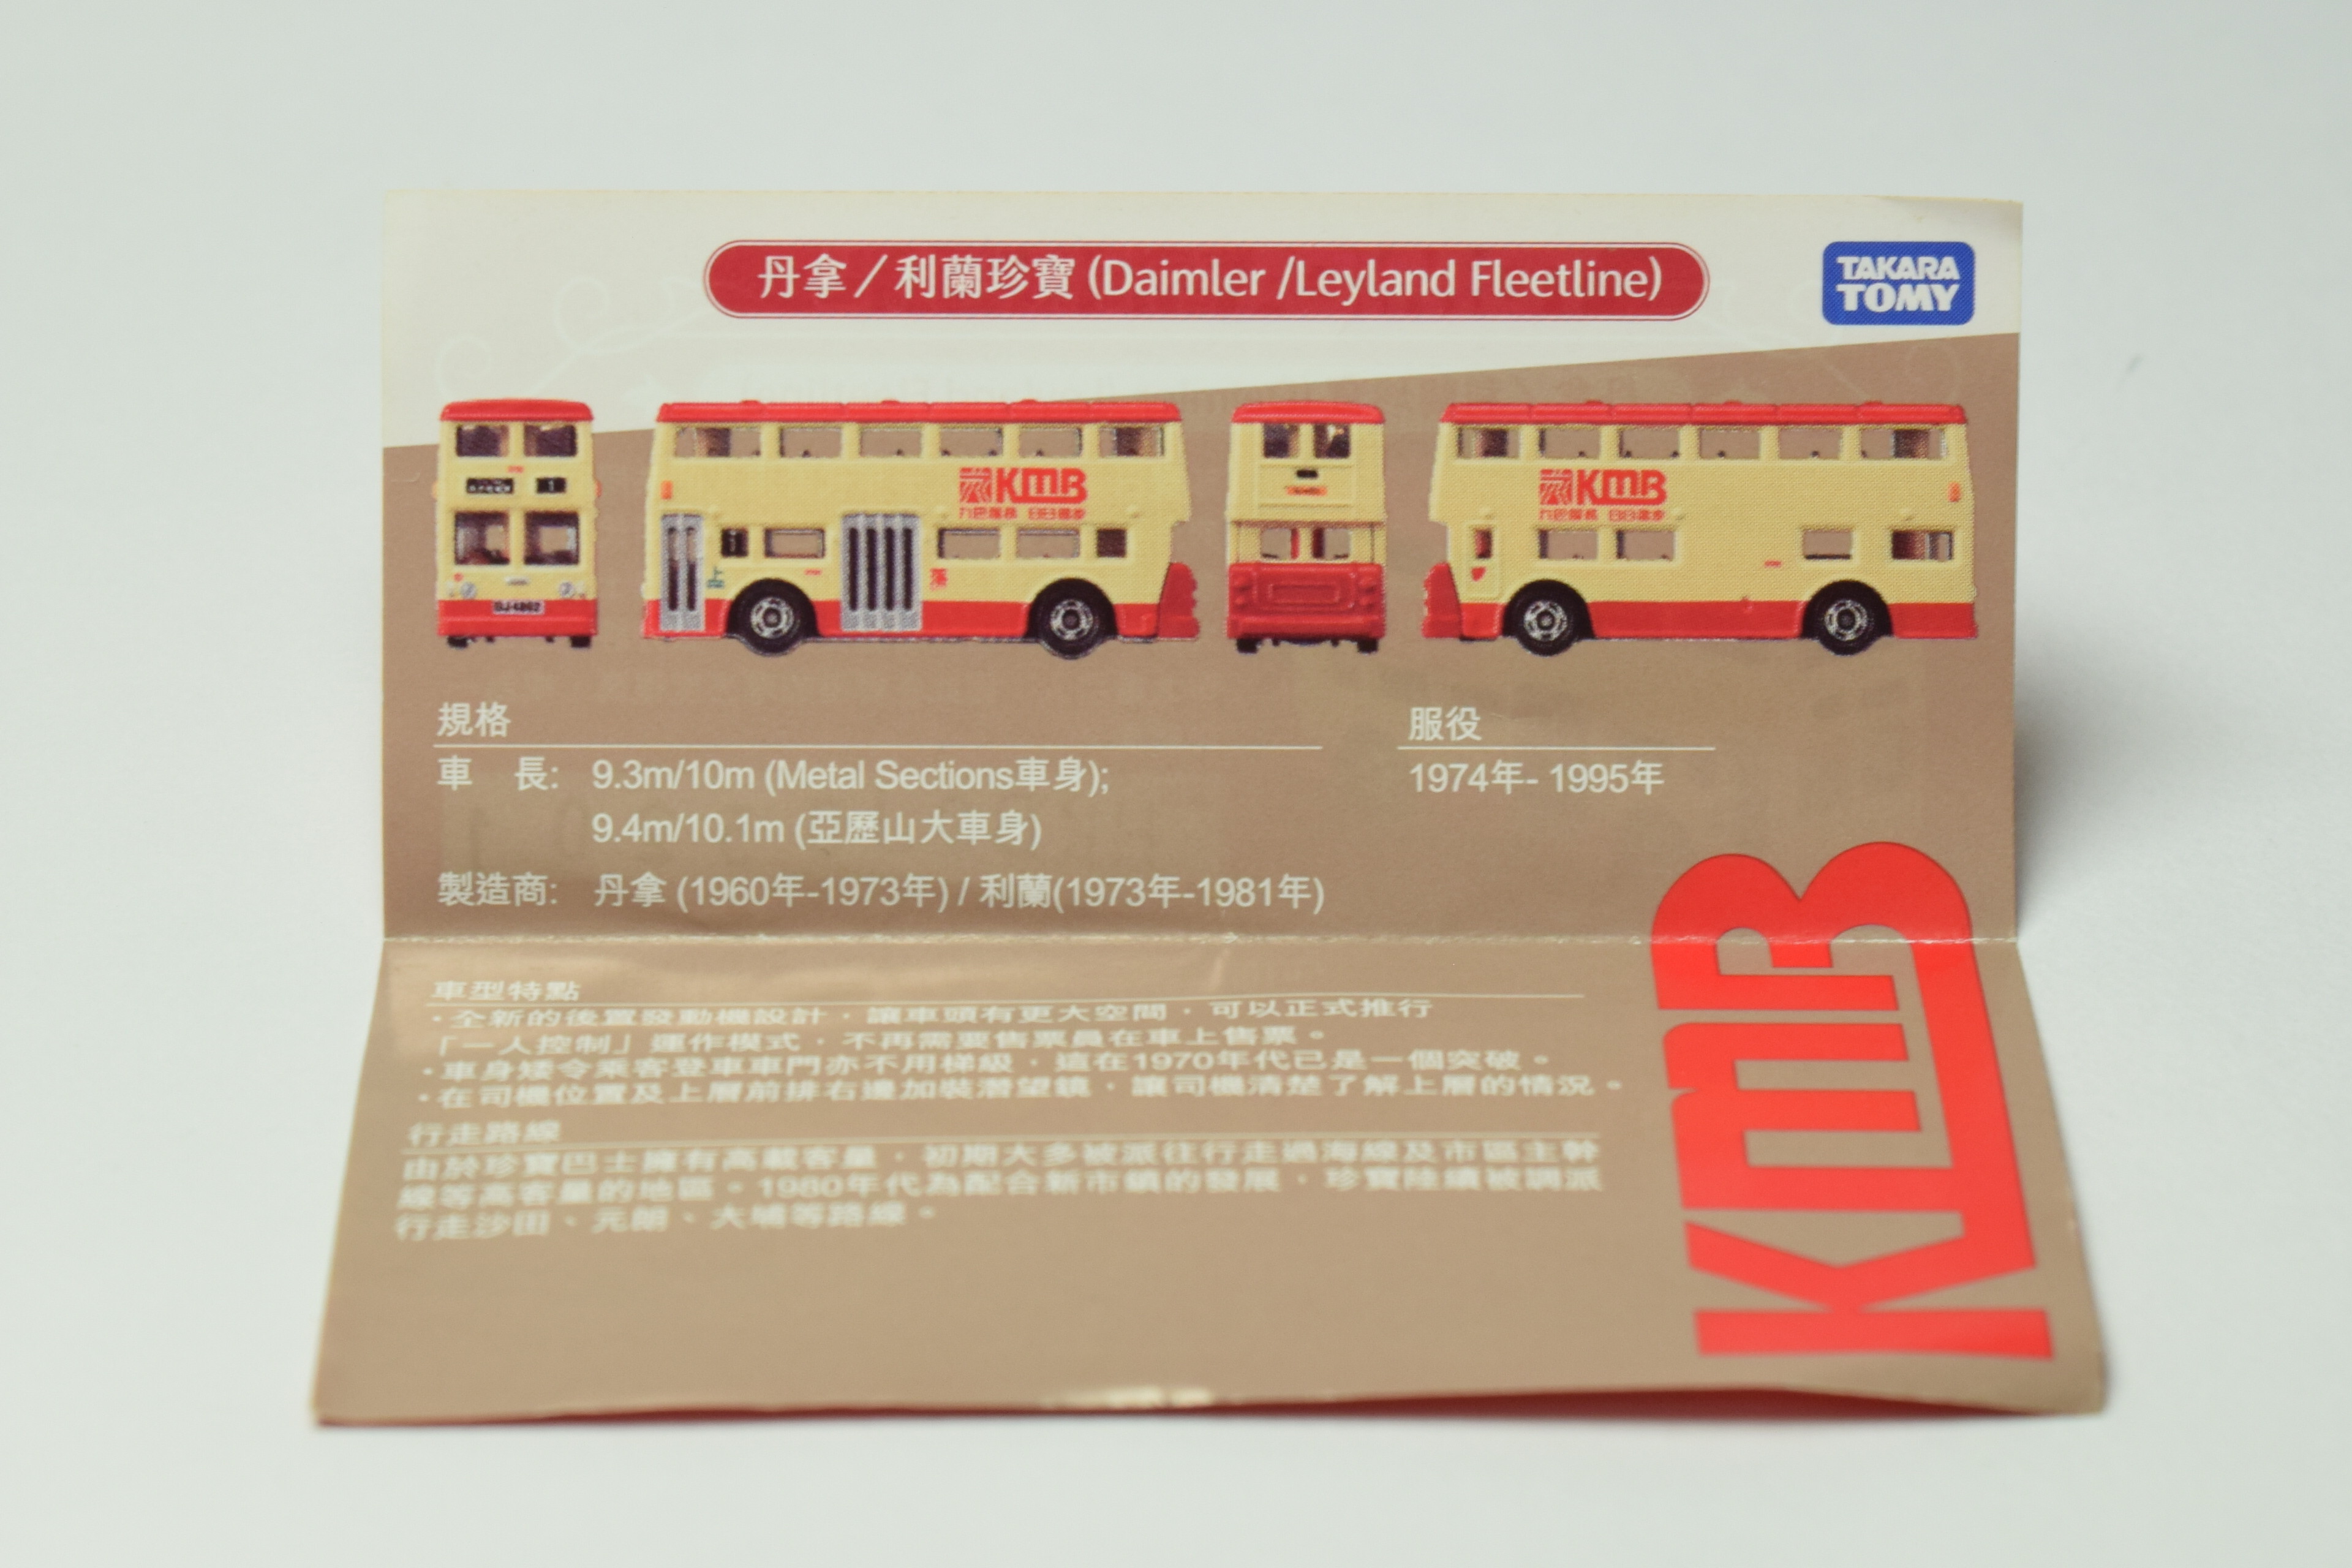 丹拿／利蘭珍寶 (Daimler /Leyland Fleetline)
TAKARA
TOMY
KMB
KMB
規格
車　長: 9.3m/10m (Metal Sections車身);
9.4m/10.1m (亞歷山大車身)
製造商: 丹拿 (1960年-1973年) / 利蘭(1973年-1981年)
服役
1974年- 1995年
車型特點
・全新的後置發動機設計，讓車頭有更大空間，可以正式推行
「一人控制」運作模式，不再需要售票員在車上售票。
・車身矮令乘客登車車門亦不用梯級，這在1970年代已是一個突破。
・在司機位置及上層前排右邊加裝潛望鏡，讓司機清楚了解上層的情況。
行走路線
由於珍寶巴士擁有高載客量，初期大多被派往行走過海線及市區主幹
線等高客量的地區。1980年代為配合新市鎮的發展，珍寶陸續被調派
行走沙田、元朗、大埔等路線。
KMB